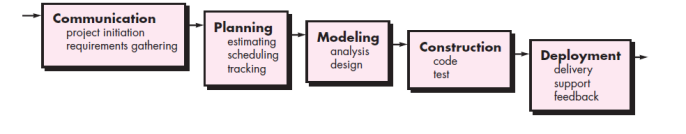 Communication
project initiation
requirements gathering
Planning
estimating
scheduling
tracking
Modeling
analysis
design
Construction
code
test
Deployment
delivery
support
feedback